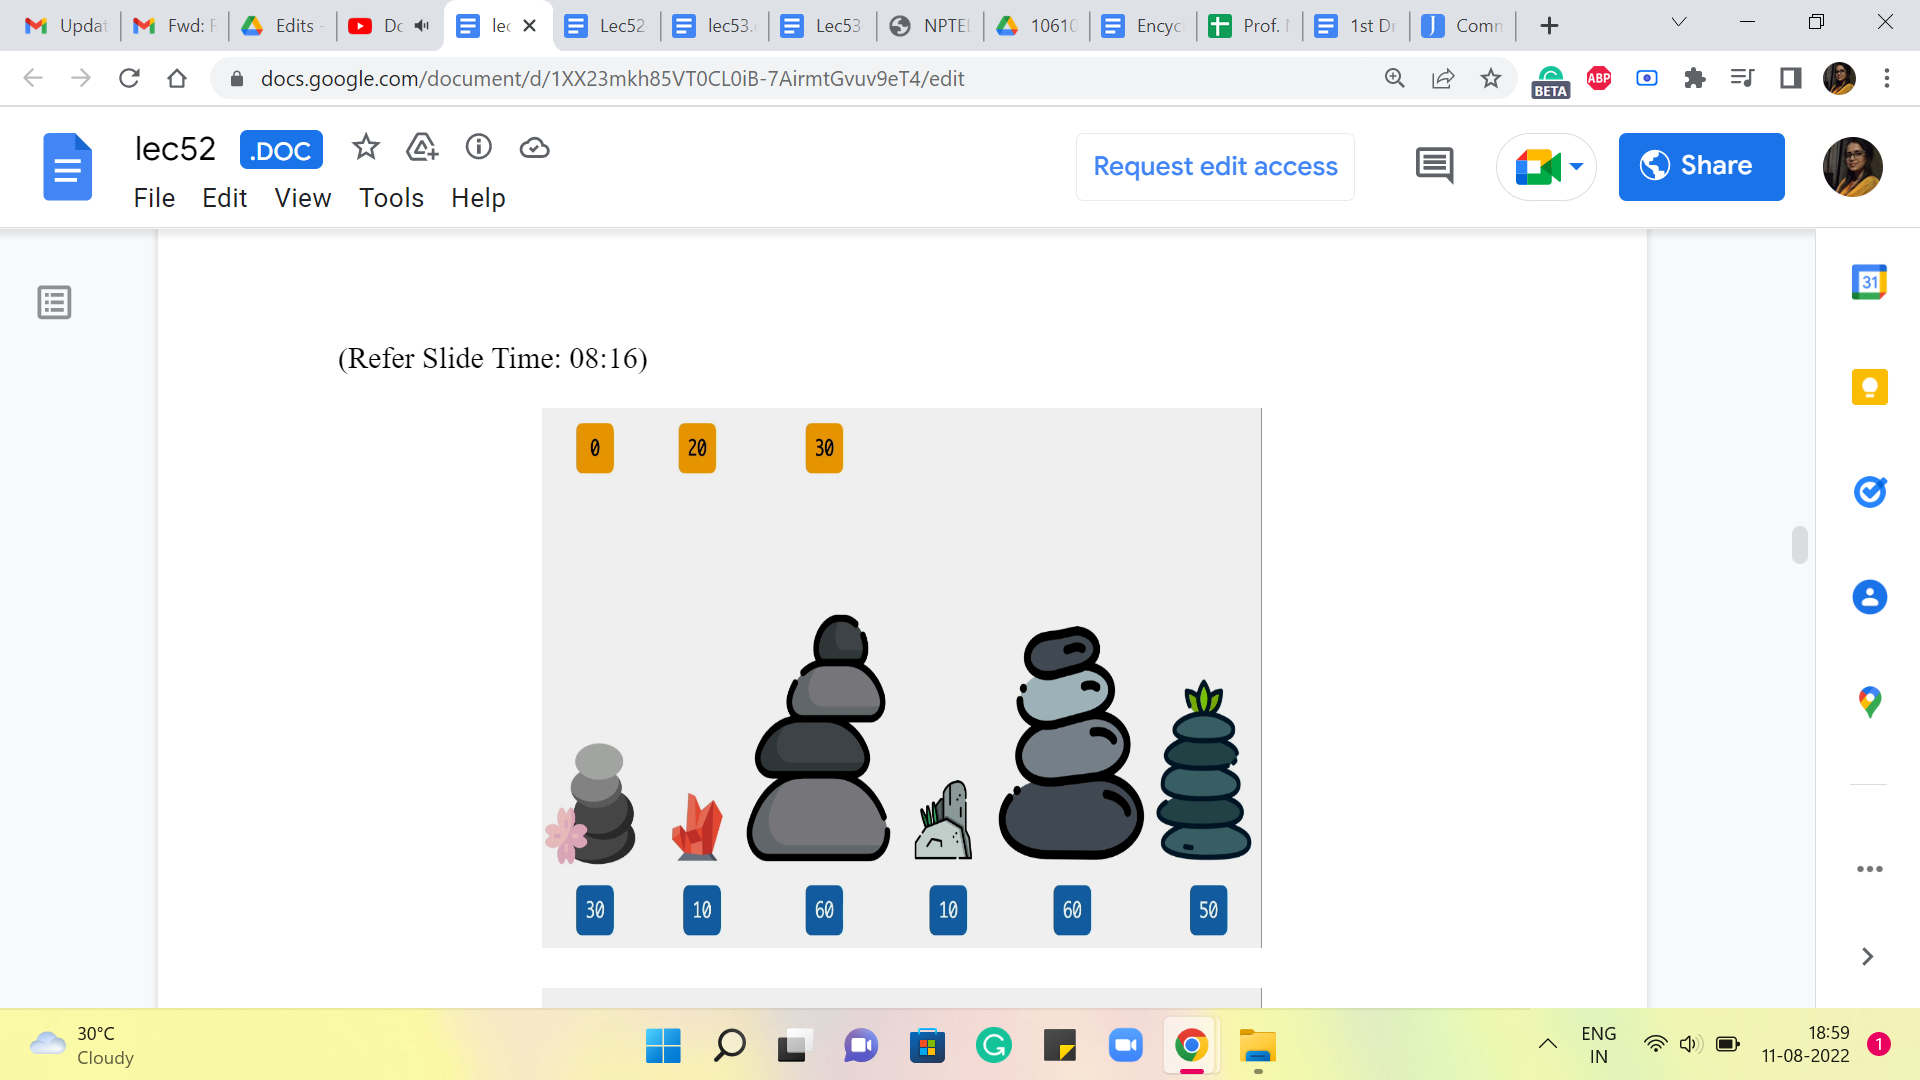 Updat
Fwd: F
Edits -
Dc
lec
Lec52
lec53.
Lec53
NPTEL
10610
Encyc
Prof. N
1st Dr
Comm
docs.google.com/document/d/1XX23mkh85VT0CL0iB-7AirmtGvuv9eT4/edit
BETA
ABP
lec52 .DOC
File Edit View Tools Help
Request edit access
Share
31
(Refer Slide Time: 08:16)
0 20 30
30 10 60 10 60 50
30°C
Cloudy
ENG
IN
18:59
11-08-2022
1